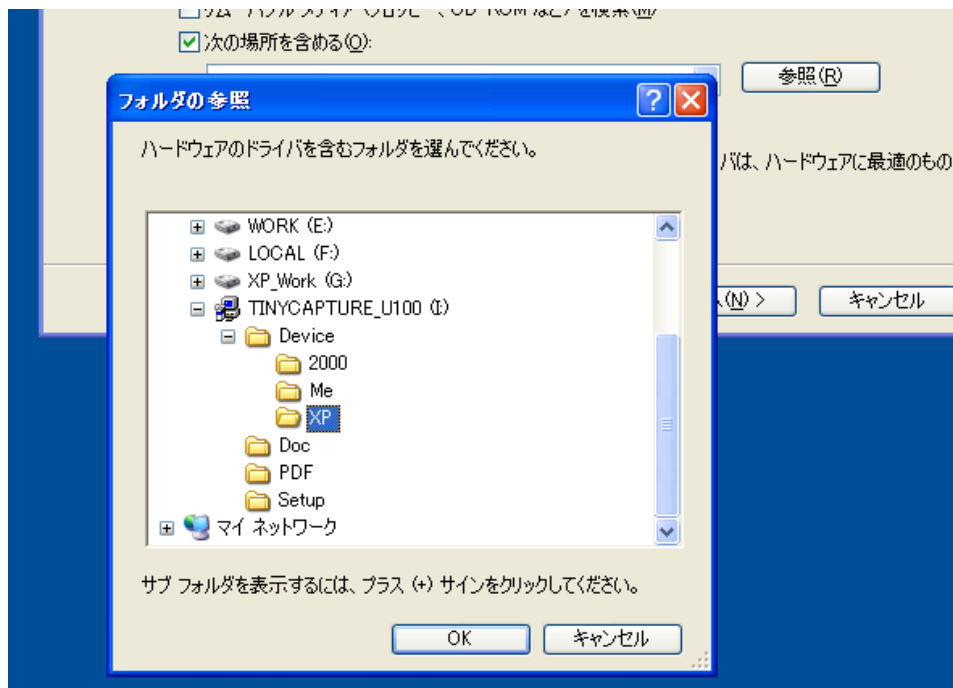 次の場所を含める(O):
参照(R)
フォルダの参照
ハードウェアのドライバを含むフォルダを選んでください。
バは、ハードウェアに最適のもの
WORK (E:)
LOCAL (F:)
XP_Work (G:)
TINYCAPTURE_U100 (I:)
(N) >
キャンセル
Device
2000
Me
XP
Doc
PDF
Setup
マイ ネットワーク
サブ フォルダを表示するには、プラス (+) サインをクリックしてください。
OK
キャンセル